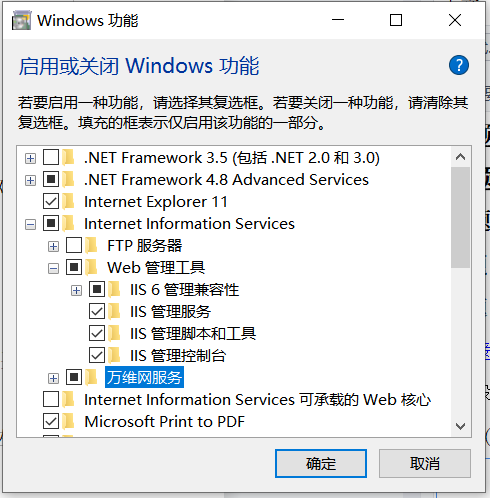 Windows 功能
启用或关闭 Windows 功能
若要启用一种功能，请选择其复选框。若要关闭一种功能，请清除其
复选框。填充的框表示仅启用该功能的一部分。
.NET Framework 3.5 (包括 .NET 2.0 和 3.0)
.NET Framework 4.8 Advanced Services
Internet Explorer 11
Internet Information Services
FTP 服务器
Web 管理工具
IIS 6 管理兼容性
IIS 管理服务
IIS 管理脚本和工具
IIS 管理控制台
万维网服务
Internet Information Services 可承载的 Web 核心
Microsoft Print to PDF
确定
取消